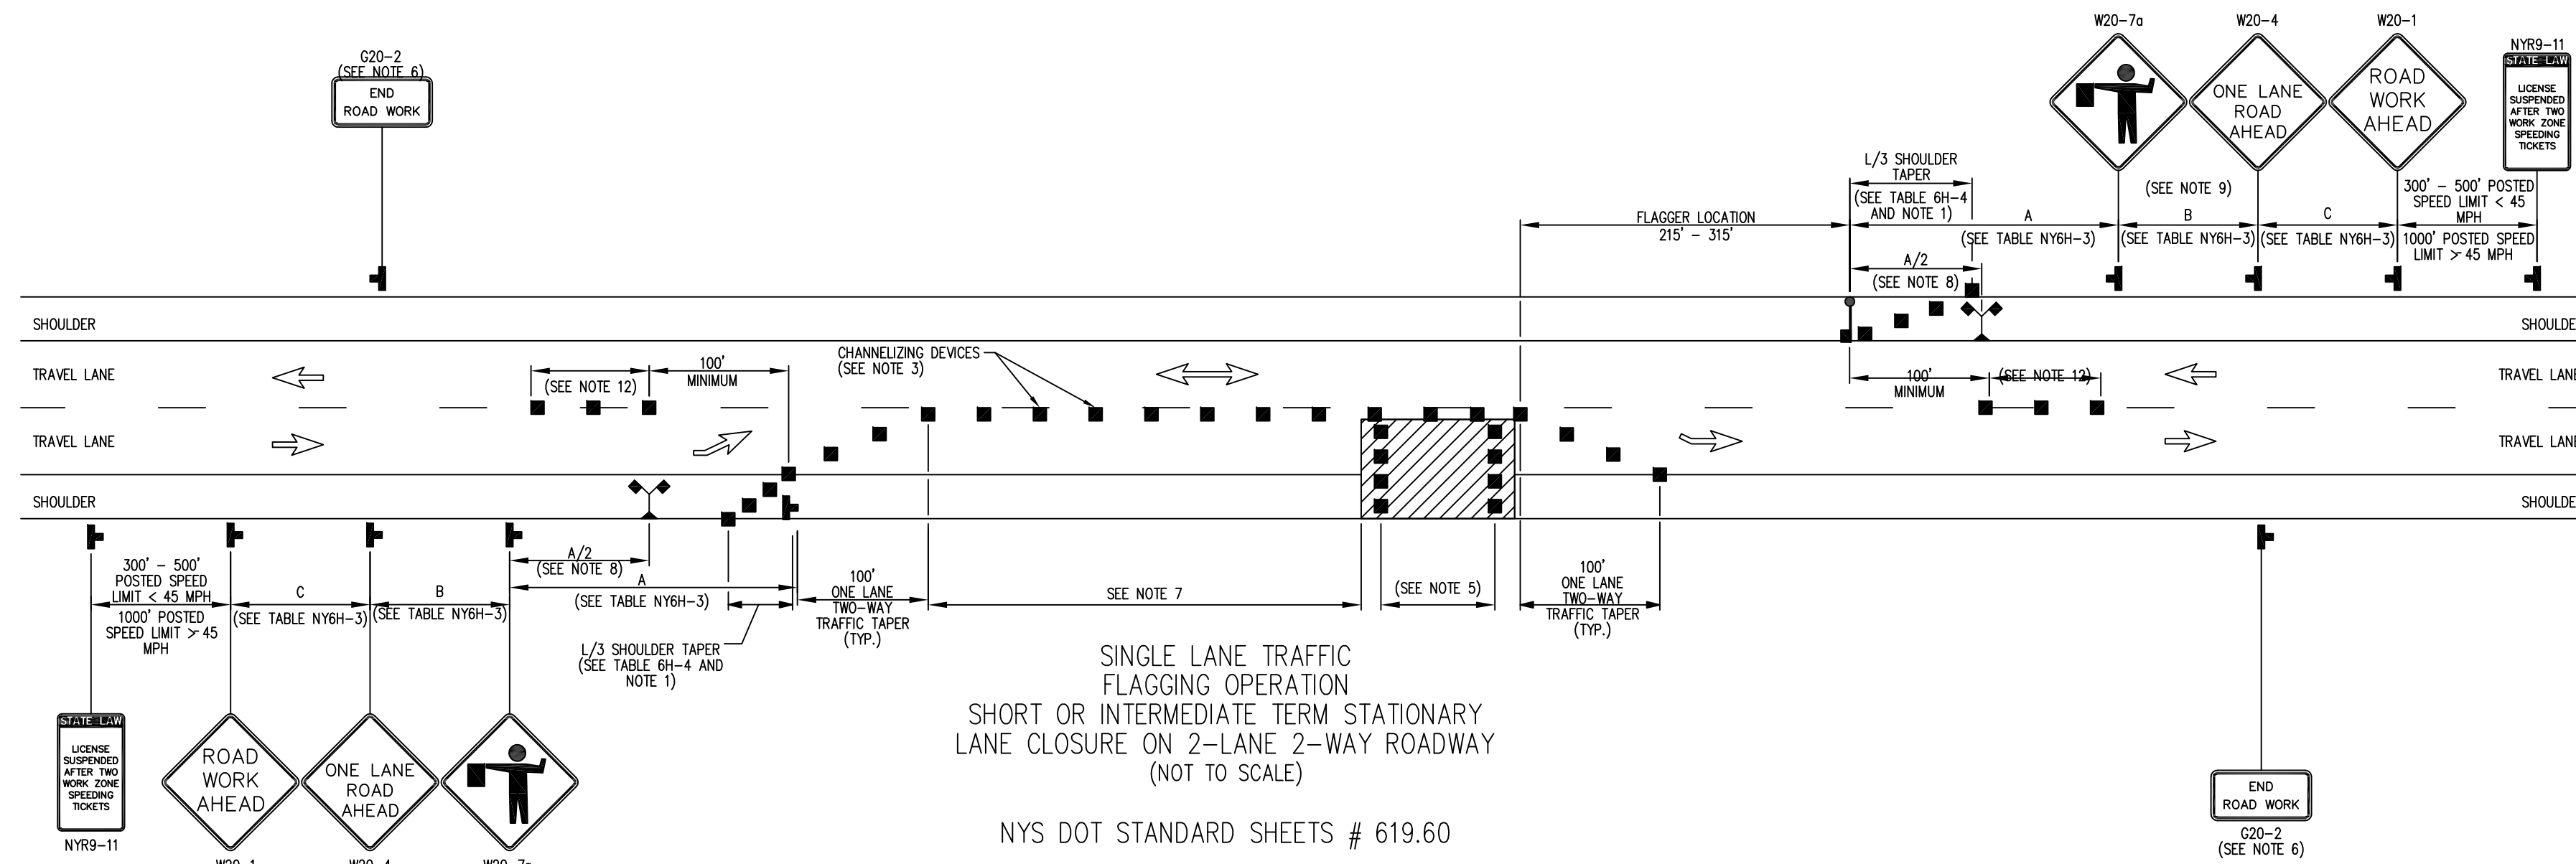 G20-2
(SEE NOTE 6)
END
ROAD WORK
W20-7a
W20-4
W20-1
NYR9-11
ONE LANE
ROAD
AHEAD
ROAD
WORK
AHEAD
STATE LAW
LICENSE
SUSPENDED
AFTER TWO
WORK ZONE
SPEEDING
TICKETS
L/3 SHOULDER
TAPER
(SEE TABLE 6H-4
AND NOTE 1)
(SEE NOTE 9)
300' - 500' POSTED
SPEED LIMIT < 45
MPH
1000' POSTED SPEED
LIMIT > 45 MPH
FLAGGER LOCATION
215' - 315'
A
(SEE TABLE NY6H-3)
B
(SEE TABLE NY6H-3)
C
(SEE TABLE NY6H-3)
A/2
(SEE NOTE 8)
SHOULDER
SHOULDE
TRAVEL LANE
(SEE NOTE 12)
100'
MINIMUM
CHANNELIZING DEVICES
(SEE NOTE 3)
100'
MINIMUM
(SEE NOTE 12)
TRAVEL LANE
TRAVEL LANE
TRAVEL LANE
SHOULDER
SHOULDE
300' - 500'
POSTED SPEED
LIMIT < 45 MPH
1000' POSTED
SPEED LIMIT > 45
MPH
C
(SEE TABLE NY6H-3)
B
(SEE TABLE NY6H-3)
A/2
(SEE NOTE 8)
A
(SEE TABLE NY6H-3)
L/3 SHOULDER TAPER
(SEE TABLE 6H-4 AND
NOTE 1)
100'
ONE LANE
TWO-WAY
TRAFFIC TAPER
(TYP.)
SEE NOTE 7
(SEE NOTE 5)
100'
ONE LANE
TWO-WAY
TRAFFIC TAPER
(TYP.)
SINGLE LANE TRAFFIC
FLAGGING OPERATION
SHORT OR INTERMEDIATE TERM STATIONARY
LANE CLOSURE ON 2-LANE 2-WAY ROADWAY
(NOT TO SCALE)
NYS DOT STANDARD SHEETS # 619.60
STATE LAW
LICENSE
SUSPENDED
AFTER TWO
WORK ZONE
SPEEDING
TICKETS
NYR9-11
ROAD
WORK
AHEAD
W20-1
ONE LANE
ROAD
AHEAD
W20-4
W20-7a
END
ROAD WORK
G20-2
(SEE NOTE 6)